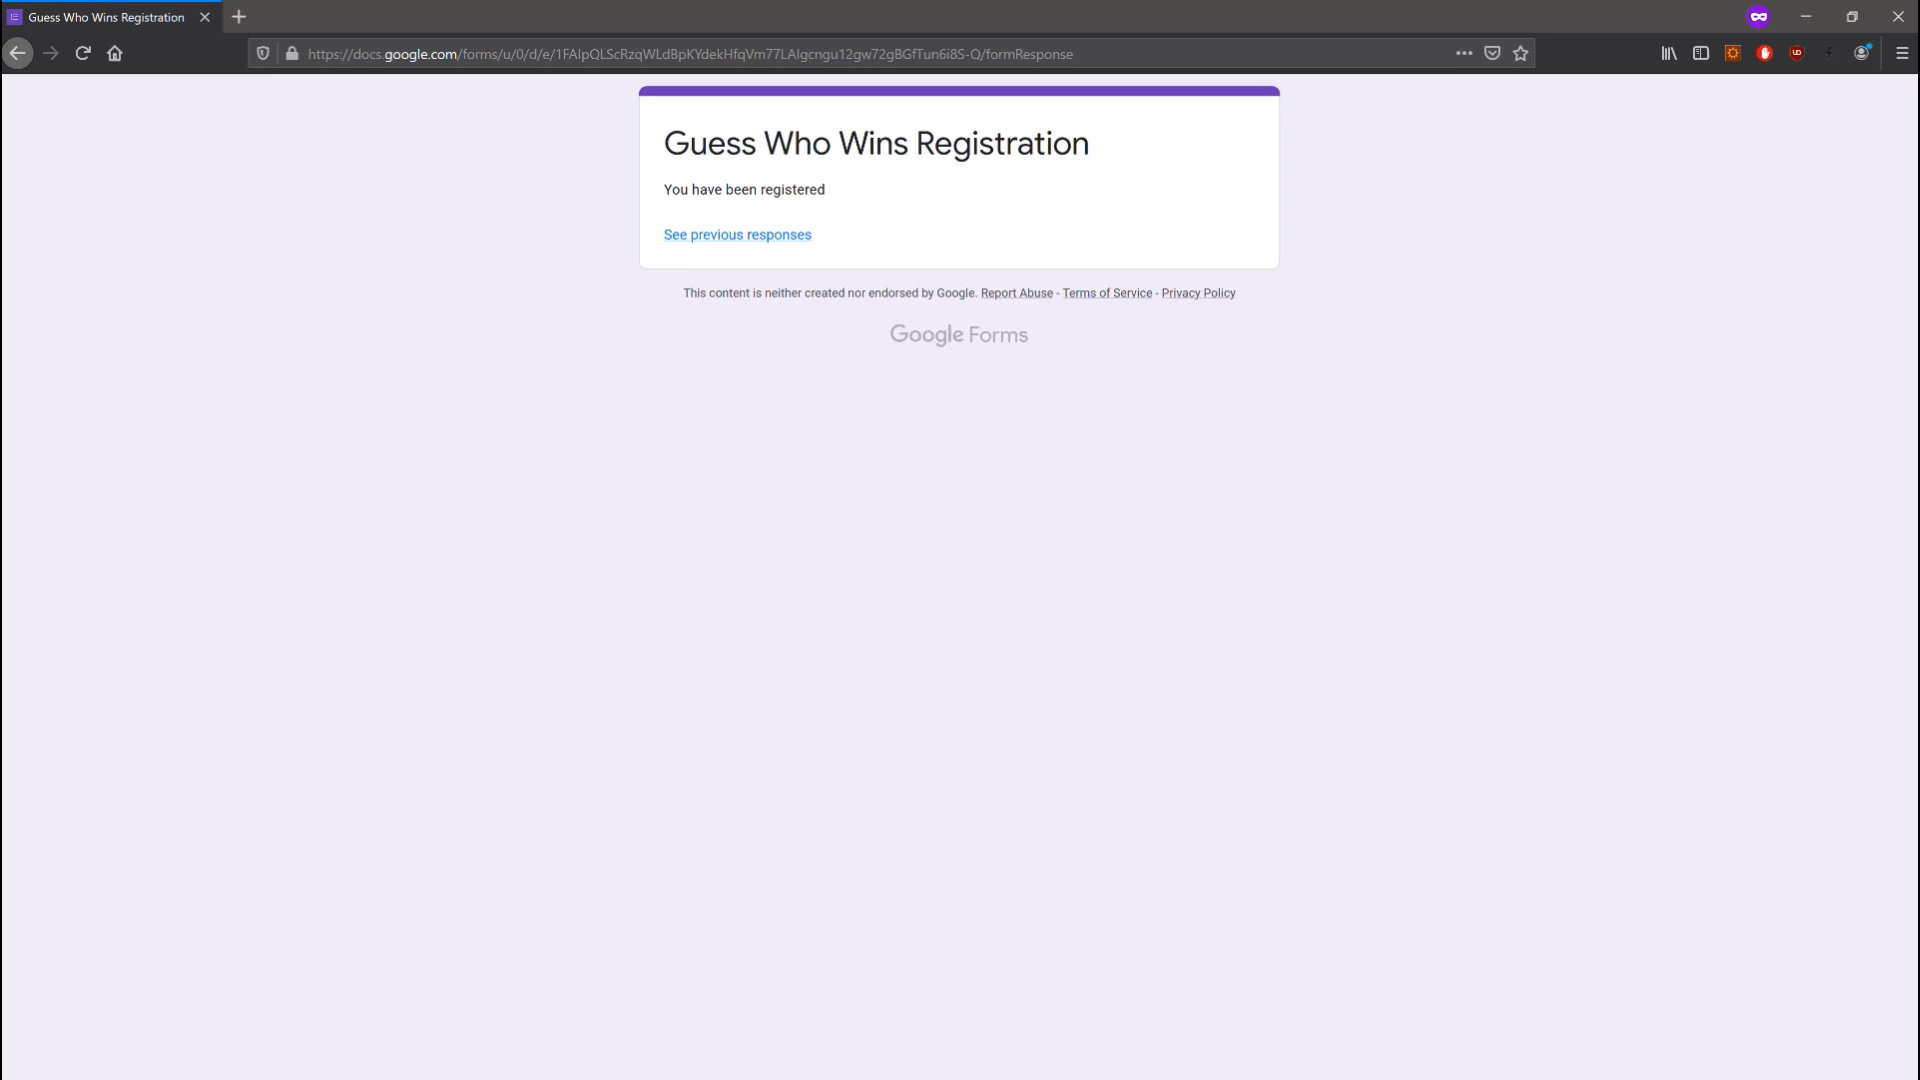 Guess Who Wins Registration
https://docs.google.com/forms/u/0/d/e/1FAIpQLScRzqWLdBpKYdekHfqVm77LAlgcngu12gw72gBGfTun6i8S-Q/formResponse
Guess Who Wins Registration
You have been registered
See previous responses
This content is neither created nor endorsed by Google. Report Abuse - Terms of Service - Privacy Policy
Google Forms